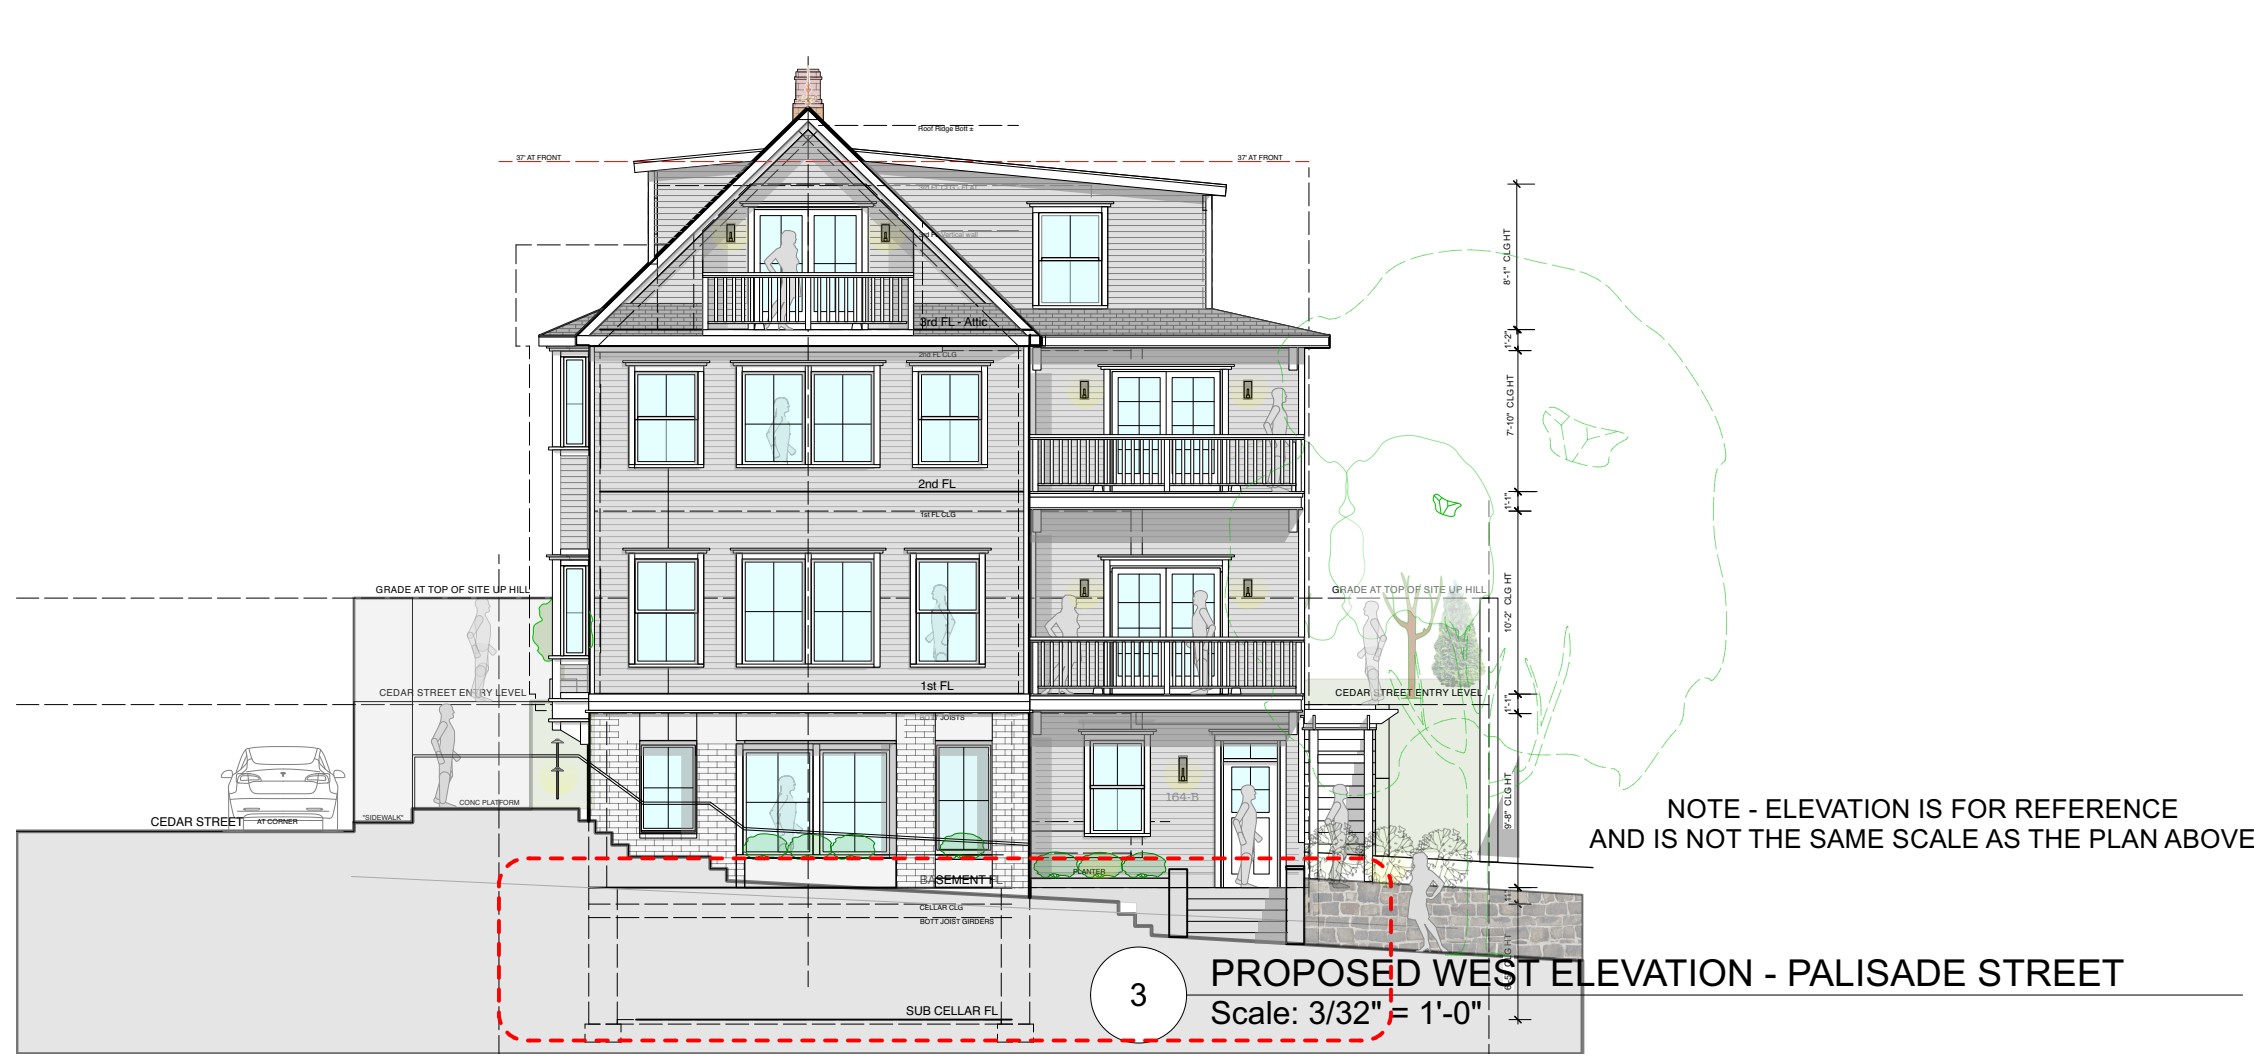 Roof Ridge Bott ±
37' AT FRONT
37' AT FRONT
8'-1" CLG HT
3rd FL - Attic
1'-2"
2nd FL CLG
7'-10" CLG HT
2nd FL
1'-1"
1st FL CLG
GRADE AT TOP OF SITE UP HILL
GRADE AT TOP OF SITE UP HILL
10'-2" CLG HT
1st FL
CEDAR STREET ENTRY LEVEL
CEDAR STREET ENTRY LEVEL
1'-1"
BOTT JOISTS
164-B
9'-8" CLG HT
CONC PLATFORM
"SIDEWALK"
CEDAR STREET
AT CORNER
NOTE - ELEVATION IS FOR REFERENCE
AND IS NOT THE SAME SCALE AS THE PLAN ABOVE
PLANTER
BASEMENT FL
CELLAR CLG
BOTT JOIST GIRDERS
3
PROPOSED WEST ELEVATION - PALISADE STREET
Scale: 3/32" = 1'-0"
SUB CELLAR FL